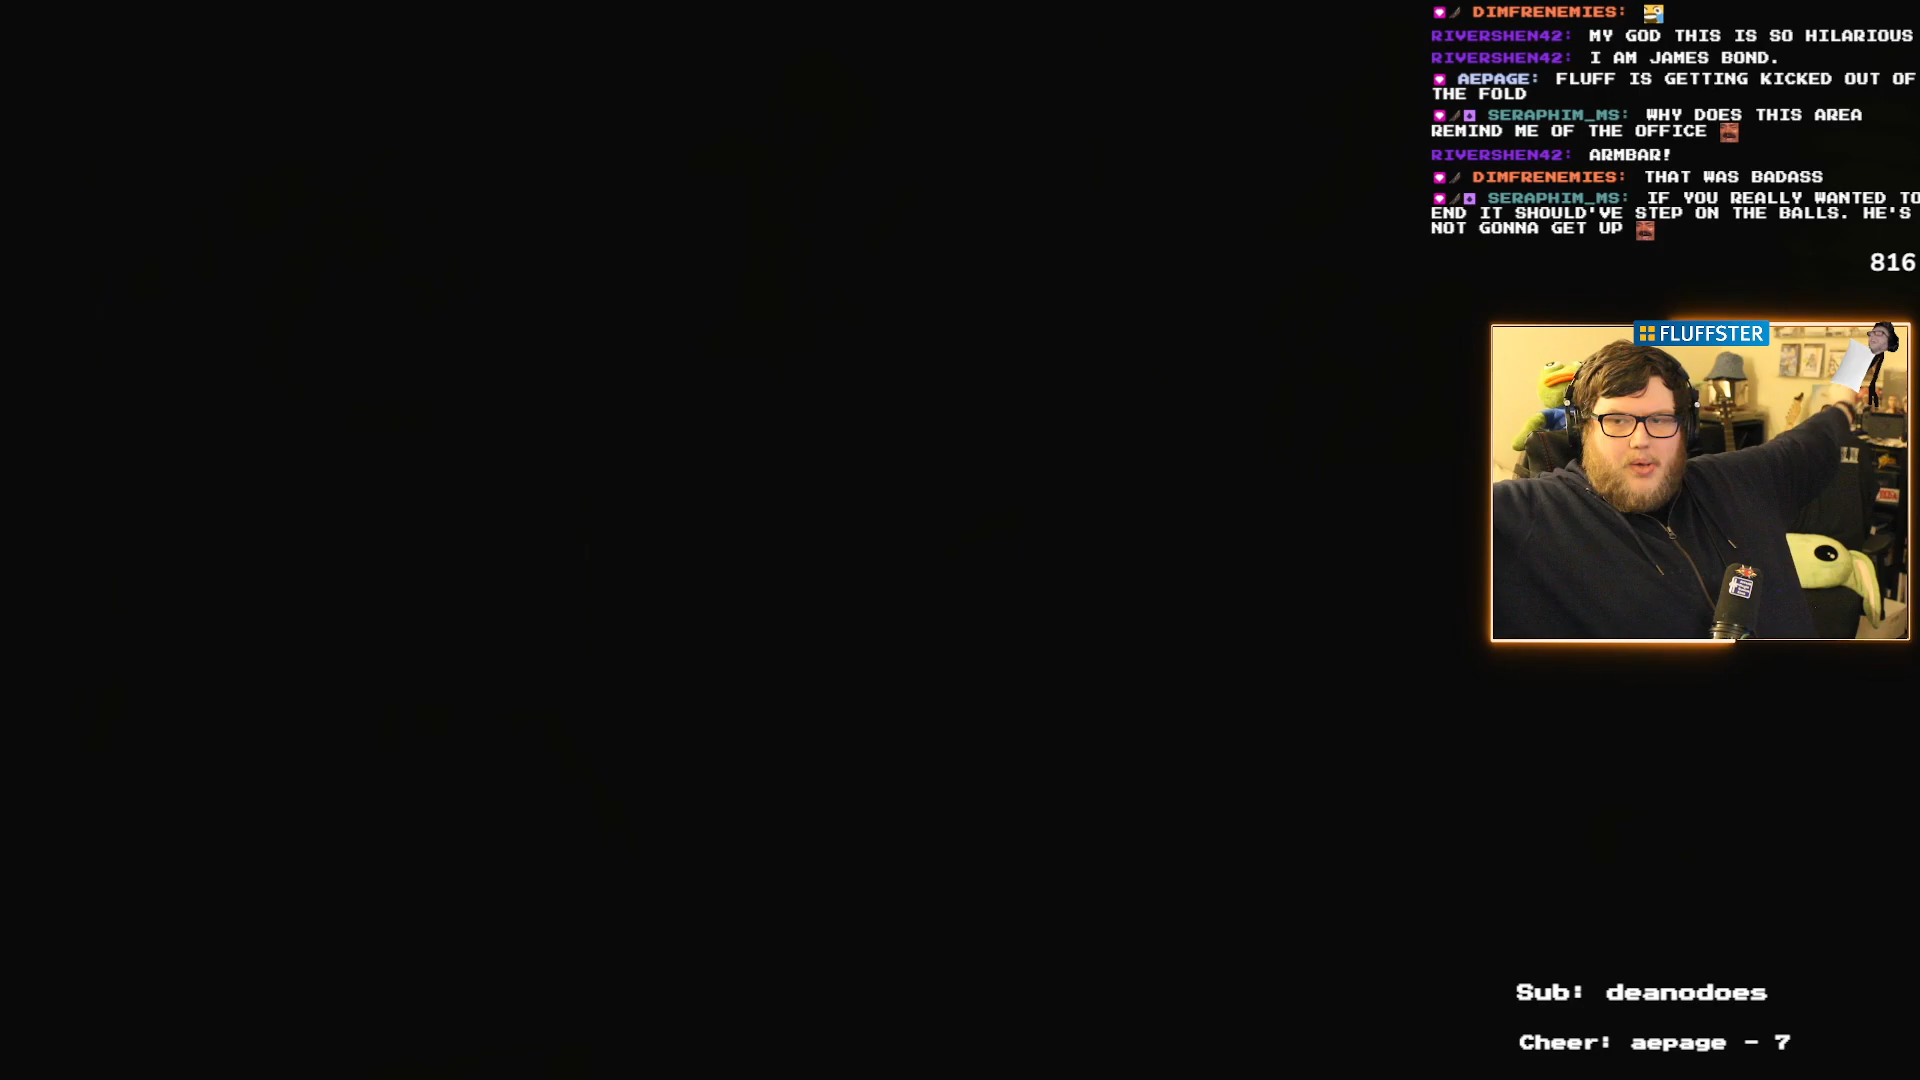 DIMFRENEMIES:
RIVERSHEN42: MY GOD THIS IS SO HILARIOUS
RIVERSHEN42: I AM JAMES BOND.
AEPAGE: FLUFF IS GETTING KICKED OUT OF
THE FOLD
SERAPHIM_MS: WHY DOES THIS AREA
REMIND ME OF THE OFFICE
RIVERSHEN42: ARMBAR!
DIMFRENEMIES: THAT WAS BADASS
SERAPHIM_MS: IF YOU REALLY WANTED TO
END IT SHOULD'VE STEP ON THE BALLS. HE'S
NOT GONNA GET UP
816
FLUFFSTER
Sub: deanodoes
Cheer: aepage - 7